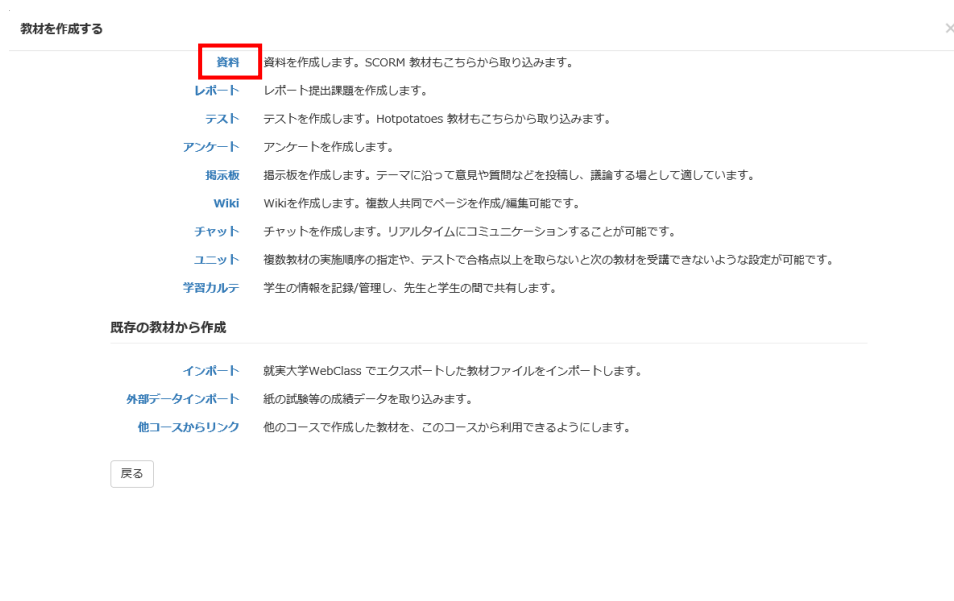 教材を作成する ×
資料 資料を作成します。SCORM 教材もこちらから取り込みます。
レポート レポート提出課題を作成します。
テスト テストを作成します。Hotpotatoes 教材もこちらから取り込みます。
アンケート アンケートを作成します。
掲示板 掲示板を作成します。テーマに沿って意見や質問などを投稿し、議論する場として適しています。
Wiki Wikiを作成します。複数人共同でページを作成/編集可能です。
チャット チャットを作成します。リアルタイムにコミュニケーションすることが可能です。
ユニット 複数教材の実施順序の指定や、テストで合格点以上を取らないと次の教材を受講できないような設定が可能です。
学習カルテ 学生の情報を記録/管理し、先生と学生の間で共有します。
既存の教材から作成
インポート 就実大学WebClass でエクスポートした教材ファイルをインポートします。
外部データインポート 紙の試験等の成績データを取り込みます。
他コースからリンク 他のコースで作成した教材を、このコースから利用できるようにします。
戻る